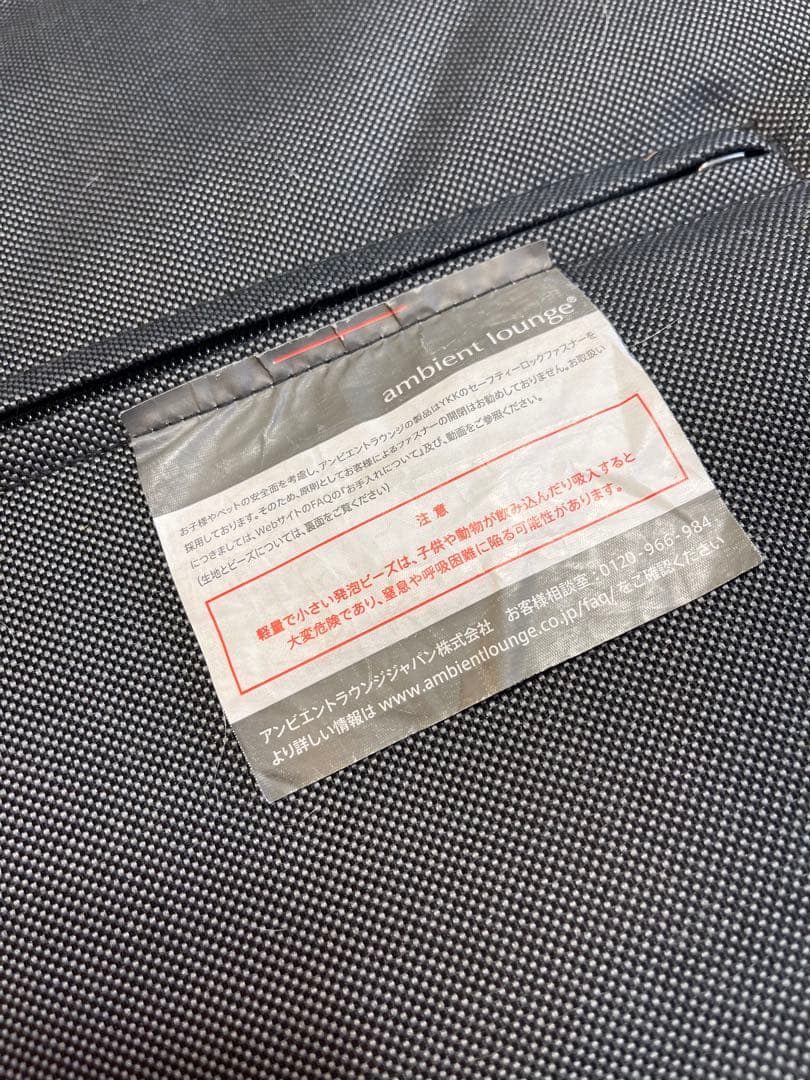 ambient lounge®
お子様やペットの安全面を考慮し、アンビエントラウンジの製品はYKKのセーフティーロックファスナーを
採用しております。そのため、原則としてお客様によるファスナーの開閉はお勧めしておりません。お取扱い
につきましては、WebサイトのFAQの『お手入れについて』及び、動画をご参照ください。
(生地とビーズについては、裏面をご覧ください)
注意
軽量で小さい発泡ビーズは、子供や動物が飲み込んだり吸入すると
大変危険であり、窒息や呼吸困難に陥る可能性があります。
アンビエントラウンジジャパン株式会社 お客様相談室:0120-966-984
より詳しい情報は www.ambientlounge.co.jp/faq/ をご確認ください